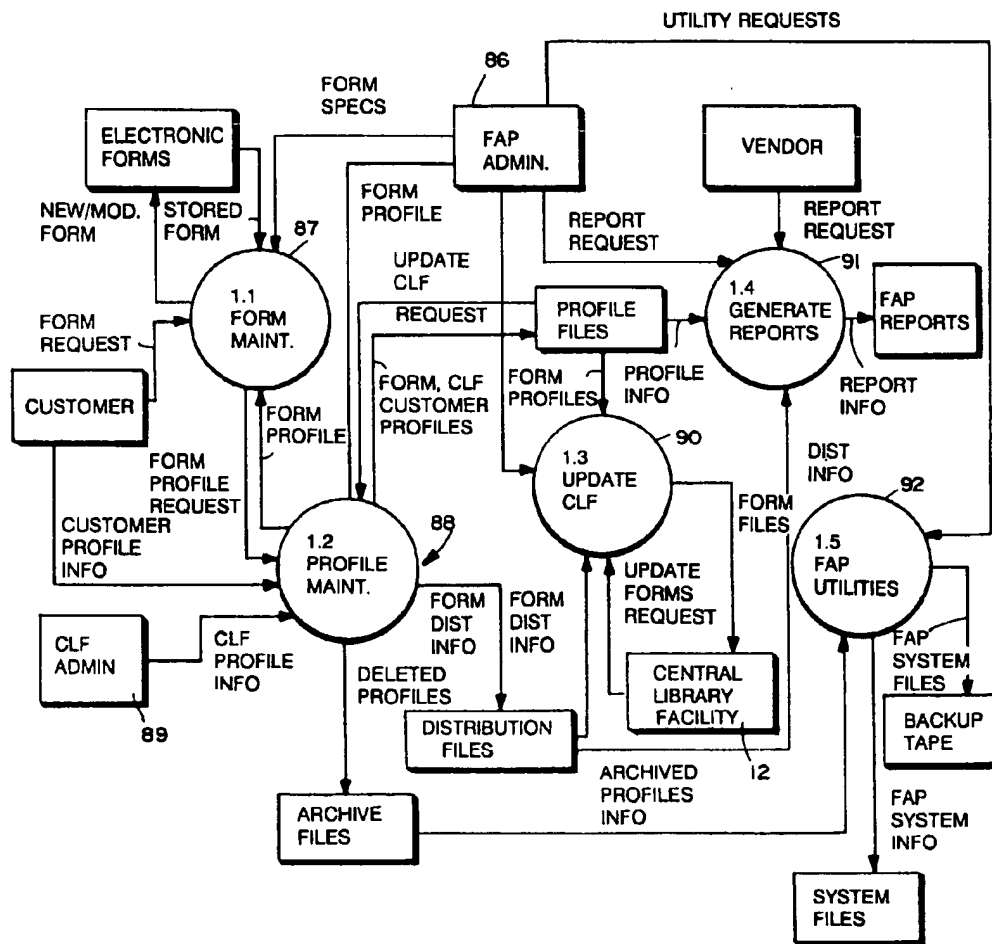 UTILITY REQUESTS
86
FORM
SPECS
ELECTRONIC
FORMS
FAP
ADMIN.
VENDOR
NEW/MOD.
FORM
STORED
FORM
87
FORM
PROFILE
REPORT
REQUEST
REPORT
REQUEST
91
UPDATE
CLF
REQUEST
1.1
FORM
MAINT.
PROFILE
FILES
1.4
GENERATE
REPORTS
FAP
REPORTS
FORM
REQUEST
CUSTOMER
FORM
PROFILE
FORM, CLF
CUSTOMER
PROFILES
FORM
PROFILES
PROFILE
INFO
REPORT
INFO
90
FORM
PROFILE
REQUEST
1.3
UPDATE
CLF
DIST
INFO
92
FORM
FILES
CUSTOMER
PROFILE
INFO
88
1.2
PROFILE
MAINT.
1.5
FAP
UTILITIES
UPDATE
FORMS
REQUEST
FORM
DIST
INFO
FORM
DIST
INFO
CLF
ADMIN
89
CLF
PROFILE
INFO
DELETED
PROFILES
FAP
SYSTEM
FILES
CENTRAL
LIBRARY
FACILITY
12
DISTRIBUTION
FILES
BACKUP
TAPE
ARCHIVED
PROFILES
INFO
ARCHIVE
FILES
FAP
SYSTEM
INFO
SYSTEM
FILES